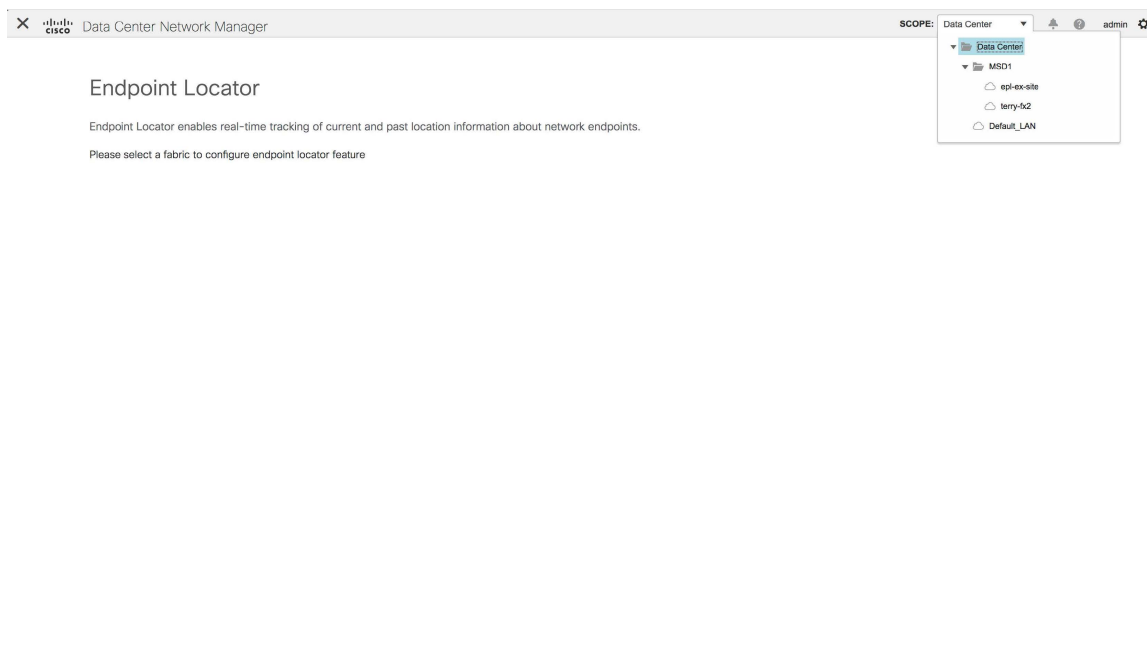 CISCO Data Center Network Manager SCOPE: Data Center admin
Data Center
MSD1
epl-ex-site
terry-fx2
Default_LAN
Endpoint Locator
Endpoint Locator enables real-time tracking of current and past location information about network endpoints.
Please select a fabric to configure endpoint locator feature